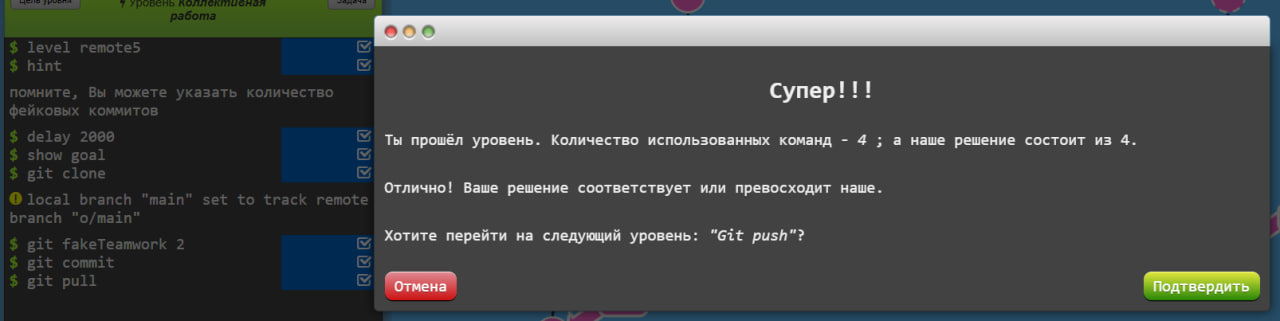 Цель уровня
Уровень Коллективная работа
Задача
$ level remote5
$ hint
помните, Вы можете указать количество
фейковых коммитов
$ delay 2000
$ show goal
$ git clone
local branch "main" set to track remote
branch "o/main"
$ git fakeTeamwork 2
$ git commit
$ git pull
Супер!!!
Ты прошёл уровень. Количество использованных команд - 4 ; а наше решение состоит из 4.
Отлично! Ваше решение соответствует или превосходит наше.
Хотите перейти на следующий уровень: "Git push"?
Отмена
Подтвердить